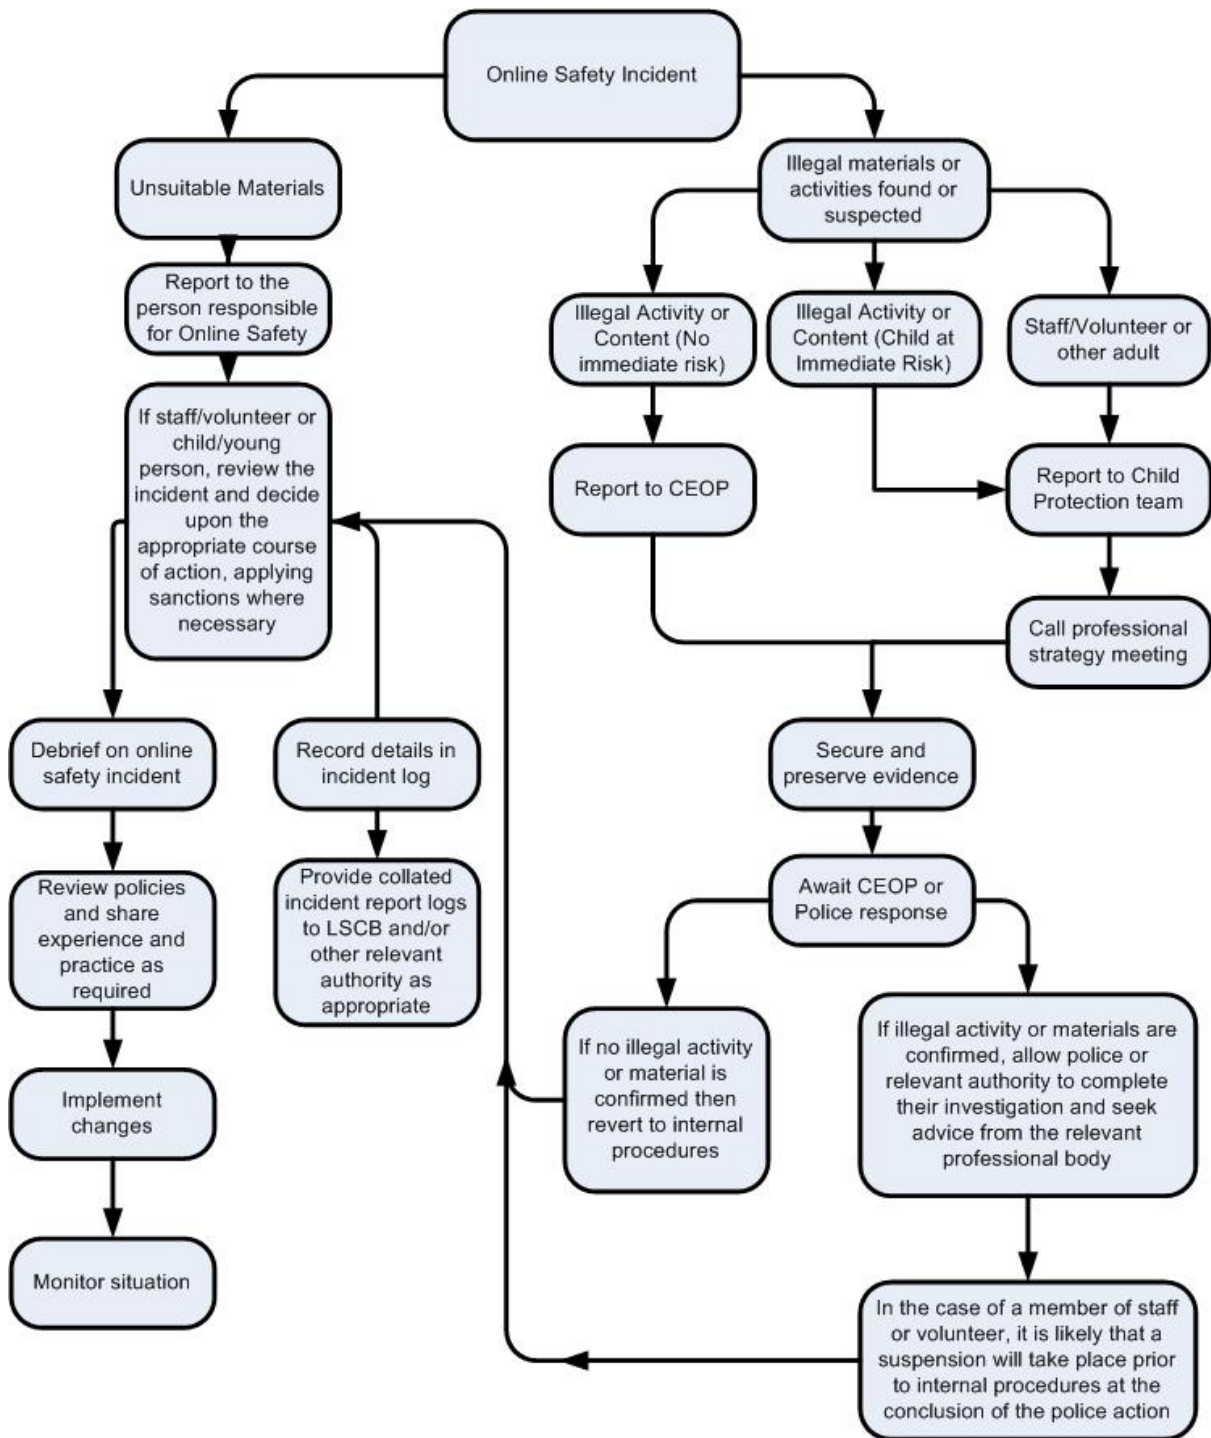 Online Safety Incident
Unsuitable Materials
Illegal materials or
activities found or
suspected
Report to the
person responsible
for Online Safety
Illegal Activity or
Content (No
immediate risk)
Illegal Activity or
Content (Child at
Immediate Risk)
Staff/Volunteer or
other adult
If staff/volunteer or
child/young
person, review the
incident and decide
upon the
appropriate course
of action, applying
sanctions where
necessary
Report to CEOP
Report to Child
Protection team
Call professional
strategy meeting
Debrief on online
safety incident
Record details in
incident log
Secure and
preserve evidence
Review policies
and share
experience and
practice as
required
Provide collated
incident report logs
to LSCB and/or
other relevant
authority as
appropriate
Await CEOP or
Police response
If no illegal activity
or material is
confirmed then
revert to internal
procedures
If illegal activity or materials are
confirmed, allow police or
relevant authority to complete
their investigation and seek
advice from the relevant
professional body
Implement
changes
Monitor situation
In the case of a member of staff
or volunteer, it is likely that a
suspension will take place prior
to internal procedures at the
conclusion of the police action